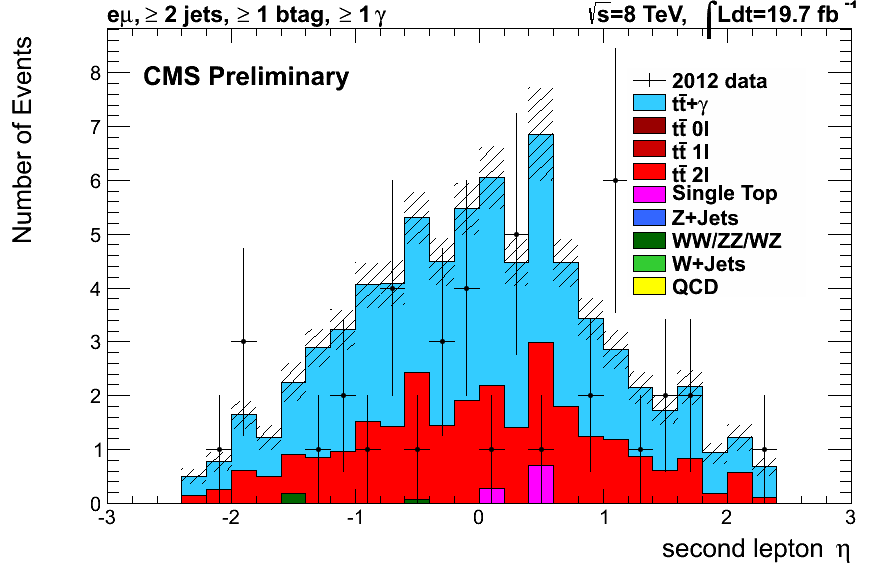 eμ, ≥ 2 jets, ≥ 1 btag, ≥ 1 γ
√s=8 TeV, ∫Ldt=19.7 fb⁻¹
Number of Events
CMS Preliminary
2012 data
tt̄+γ
tt̄ 0l
tt̄ 1l
tt̄ 2l
Single Top
Z+Jets
WW/ZZ/WZ
W+Jets
QCD
8
7
6
5
4
3
2
1
0
-3 -2 -1 0 1 2 3
second lepton η